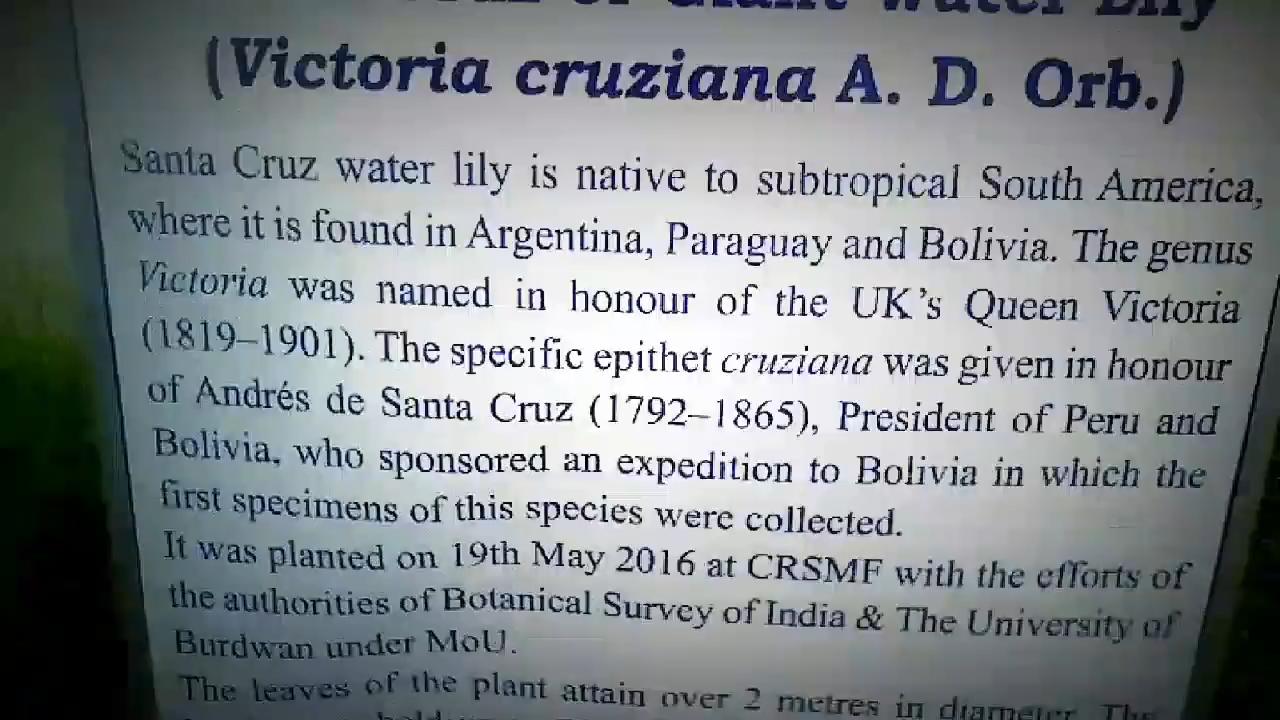 of Giant Water Lily
(Victoria cruziana A. D. Orb.)
Santa Cruz water lily is native to subtropical South America,
where it is found in Argentina, Paraguay and Bolivia. The genus
Victoria was named in honour of the UK's Queen Victoria
(1819–1901). The specific epithet cruziana was given in honour
of Andrés de Santa Cruz (1792–1865), President of Peru and
Bolivia, who sponsored an expedition to Bolivia in which the
first specimens of this species were collected.
It was planted on 19th May 2016 at CRSMF with the efforts of
the authorities of Botanical Survey of India & The University of
Burdwan under MoU.
The leaves of the plant attain over 2 metres in diameter. The